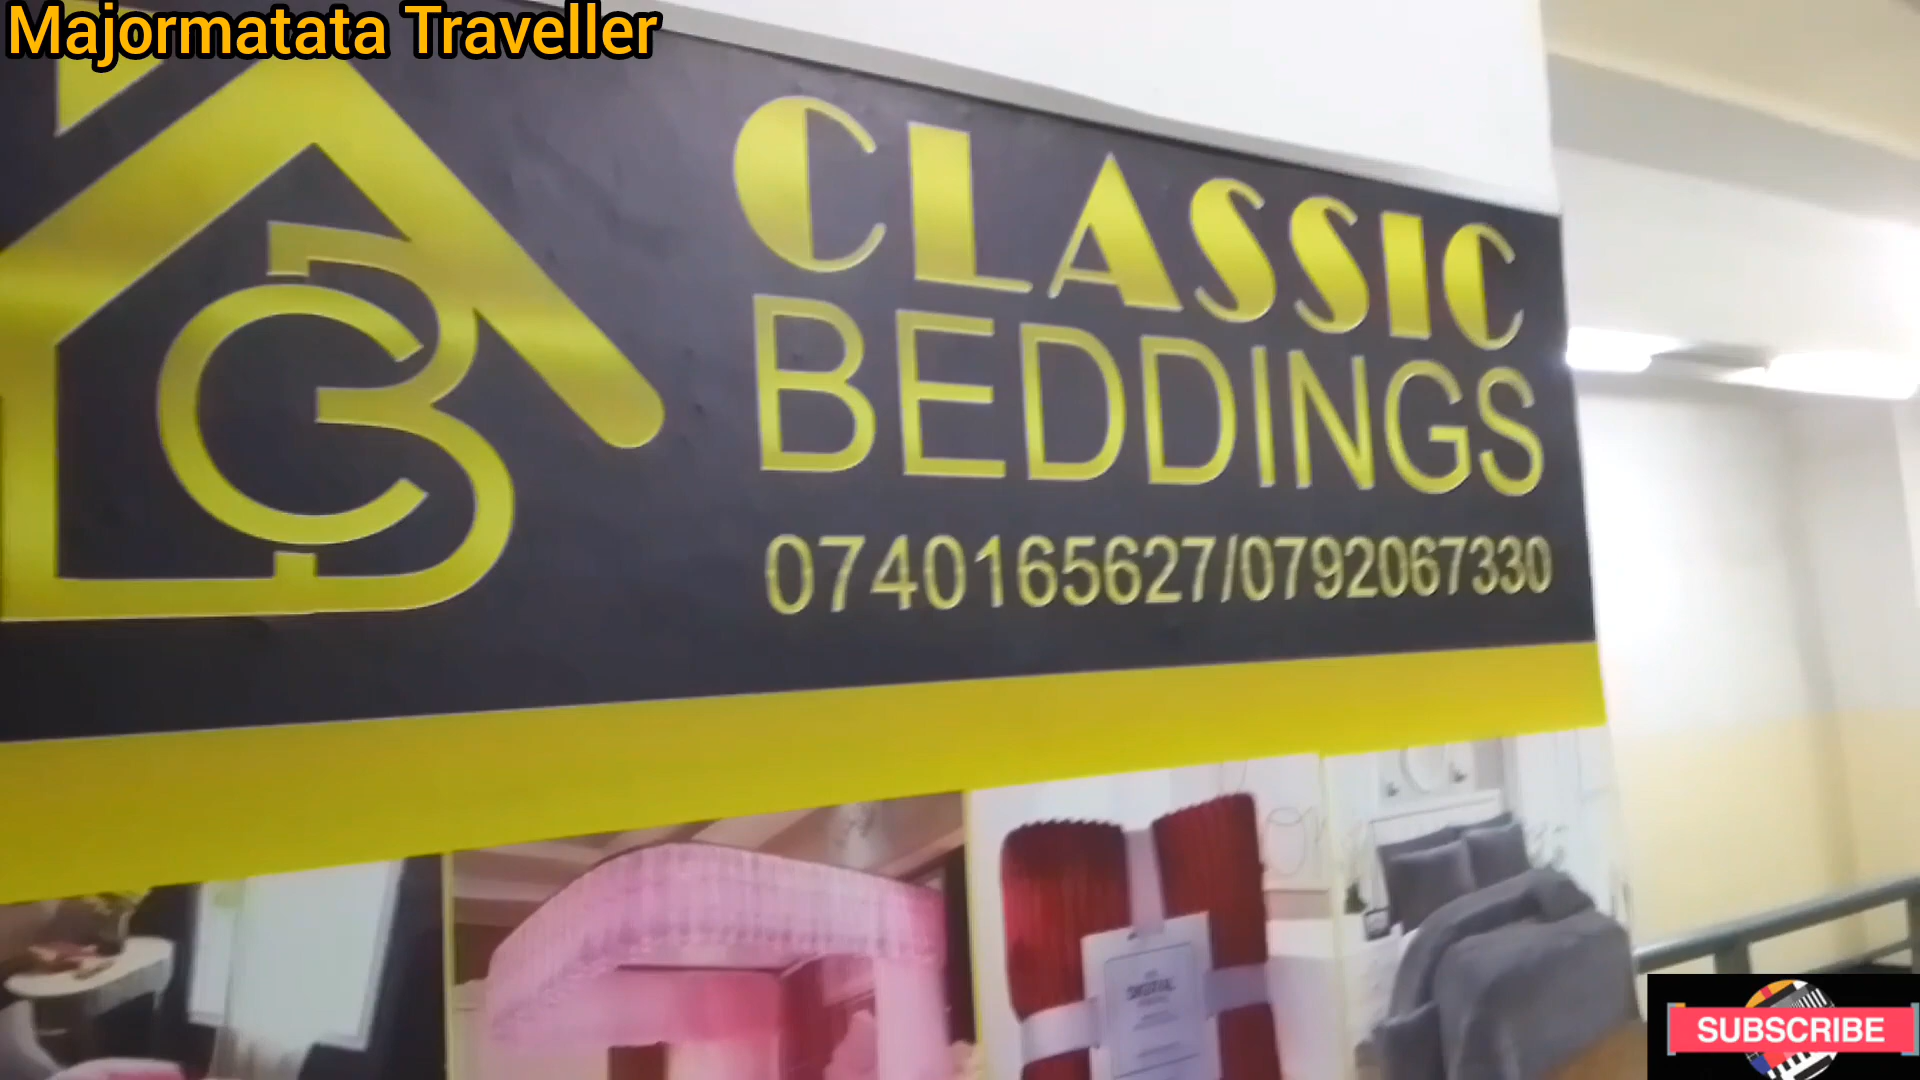 Majormatata Traveller
CLASSIC
BEDDINGS
0740165627/0792067330
SUBSCRIBE